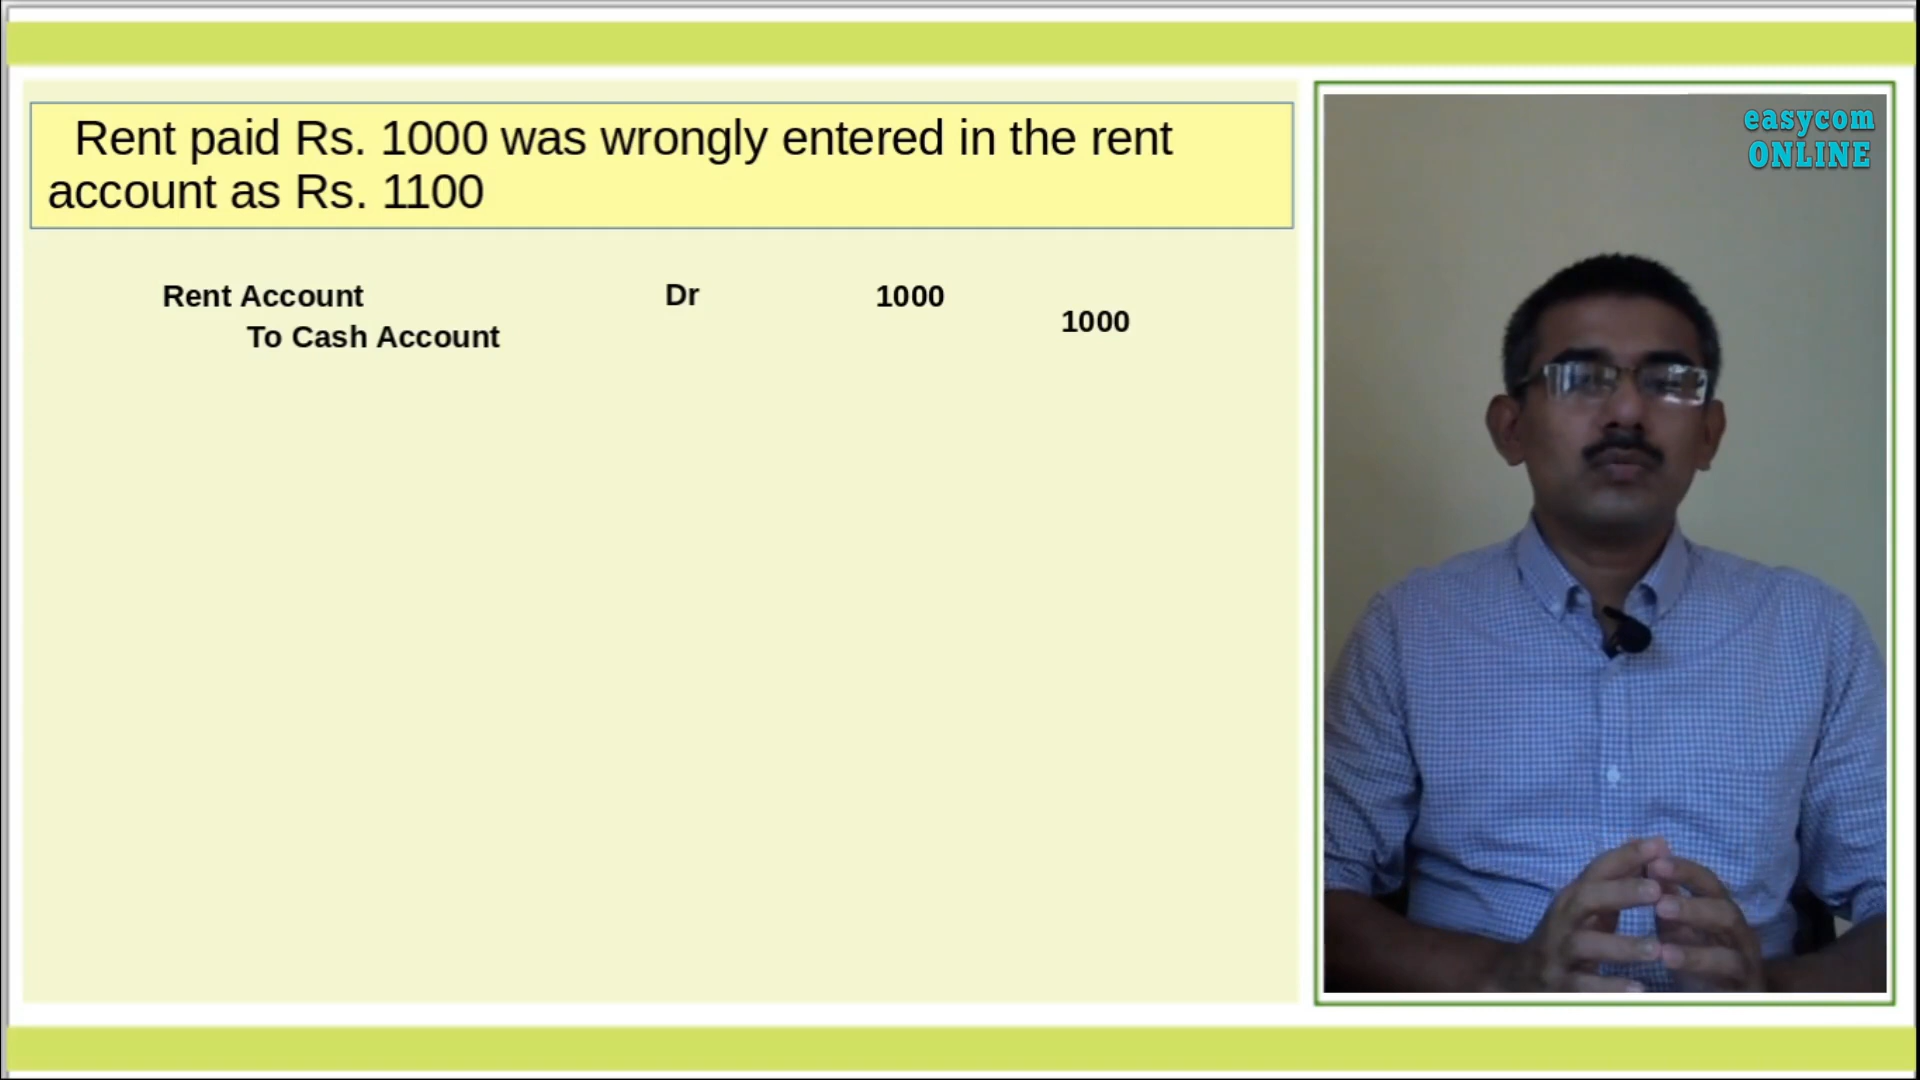 Rent paid Rs. 1000 was wrongly entered in the rent
account as Rs. 1100
Rent Account Dr 1000
To Cash Account 1000
easycom
ONLINE